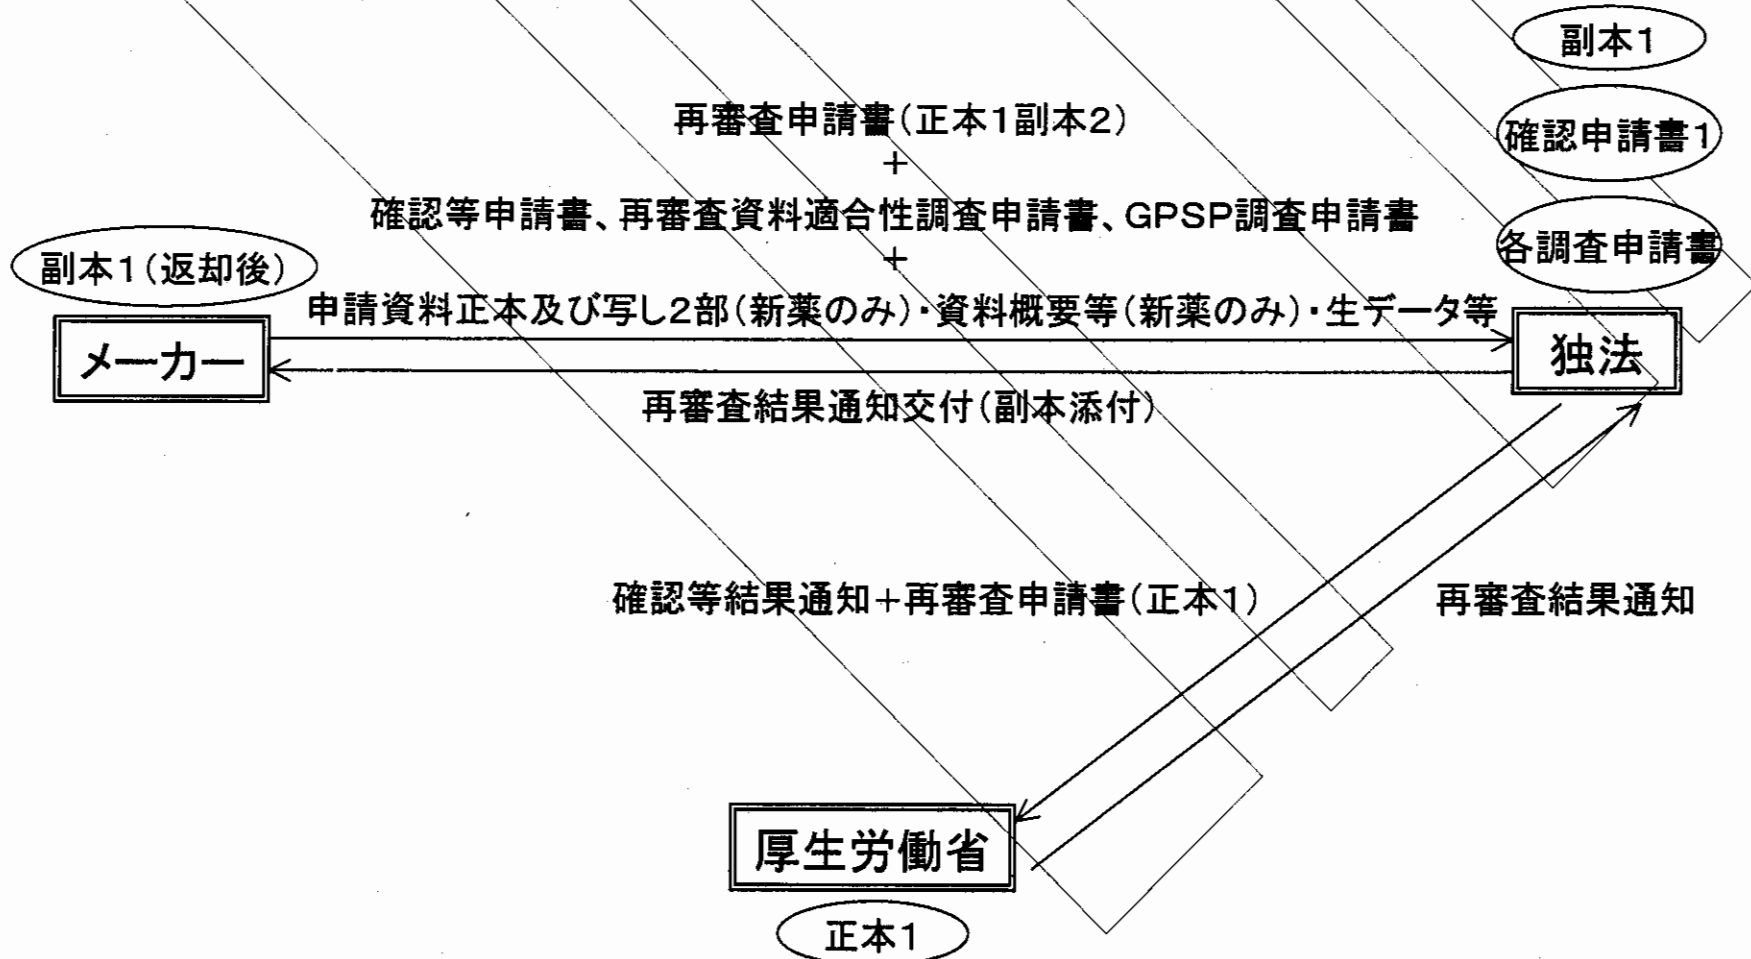 副本1
再審査申請書(正本1副本2)
確認申請書1
+
確認等申請書、再審査資料適合性調査申請書、GPSP調査申請書
各調査申請書
+
副本1(返却後)
申請資料正本及び写し2部(新薬のみ)・資料概要等(新薬のみ)・生データ等
メーカー
独法
再審査結果通知交付(副本添付)
確認等結果通知+再審査申請書(正本1)
再審査結果通知
厚生労働省
正本1